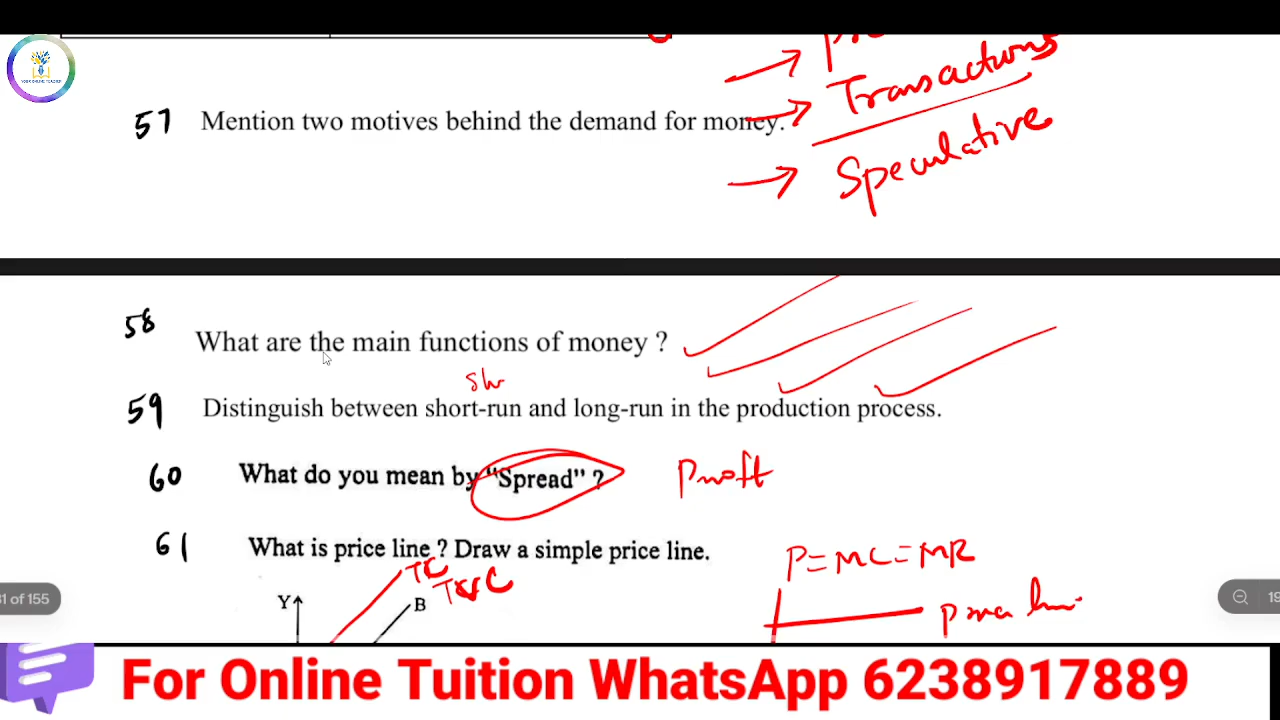 Transactions
57 Mention two motives behind the demand for money.
Speculative
58 What are the main functions of money ?
59 Distinguish between short-run and long-run in the production process.
60 What do you mean by "Spread" ?
61 What is price line ? Draw a simple price line.
P=MC=MR
TC
Y
B
TVC
31 of 155
For Online Tuition WhatsApp 6238917889